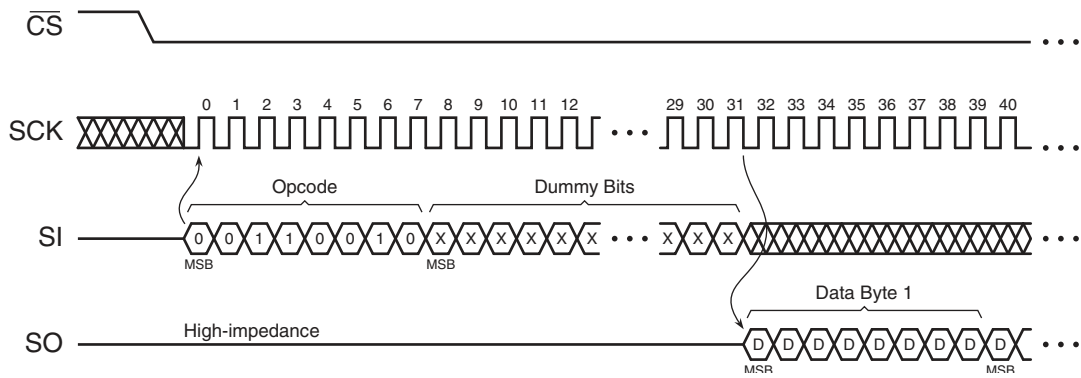 CS
0 1 2 3 4 5 6 7 8 9 10 11 12 29 30 31 32 33 34 35 36 37 38 39 40
SCK
Opcode Dummy Bits
SI 0 0 1 1 0 0 1 0 X X X X X X X X X
MSB MSB
Data Byte 1
High-impedance
SO D D D D D D D D D
MSB MSB